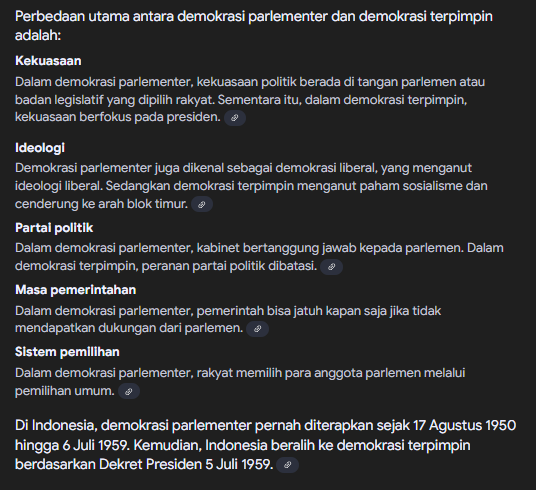 Perbedaan utama antara demokrasi parlementer dan demokrasi terpimpin
adalah:
Kekuasaan
Dalam demokrasi parlementer, kekuasaan politik berada di tangan parlemen atau
badan legislatif yang dipilih rakyat. Sementara itu, dalam demokrasi terpimpin,
kekuasaan berfokus pada presiden.
Ideologi
Demokrasi parlementer juga dikenal sebagai demokrasi liberal, yang menganut
ideologi liberal. Sedangkan demokrasi terpimpin menganut paham sosialisme dan
cenderung ke arah blok timur.
Partai politik
Dalam demokrasi parlementer, kabinet bertanggung jawab kepada parlemen. Dalam
demokrasi terpimpin, peranan partai politik dibatasi.
Masa pemerintahan
Dalam demokrasi parlementer, pemerintah bisa jatuh kapan saja jika tidak
mendapatkan dukungan dari parlemen.
Sistem pemilihan
Dalam demokrasi parlementer, rakyat memilih para anggota parlemen melalui
pemilihan umum.
Di Indonesia, demokrasi parlementer pernah diterapkan sejak 17 Agustus 1950
hingga 6 Juli 1959. Kemudian, Indonesia beralih ke demokrasi terpimpin
berdasarkan Dekret Presiden 5 Juli 1959.